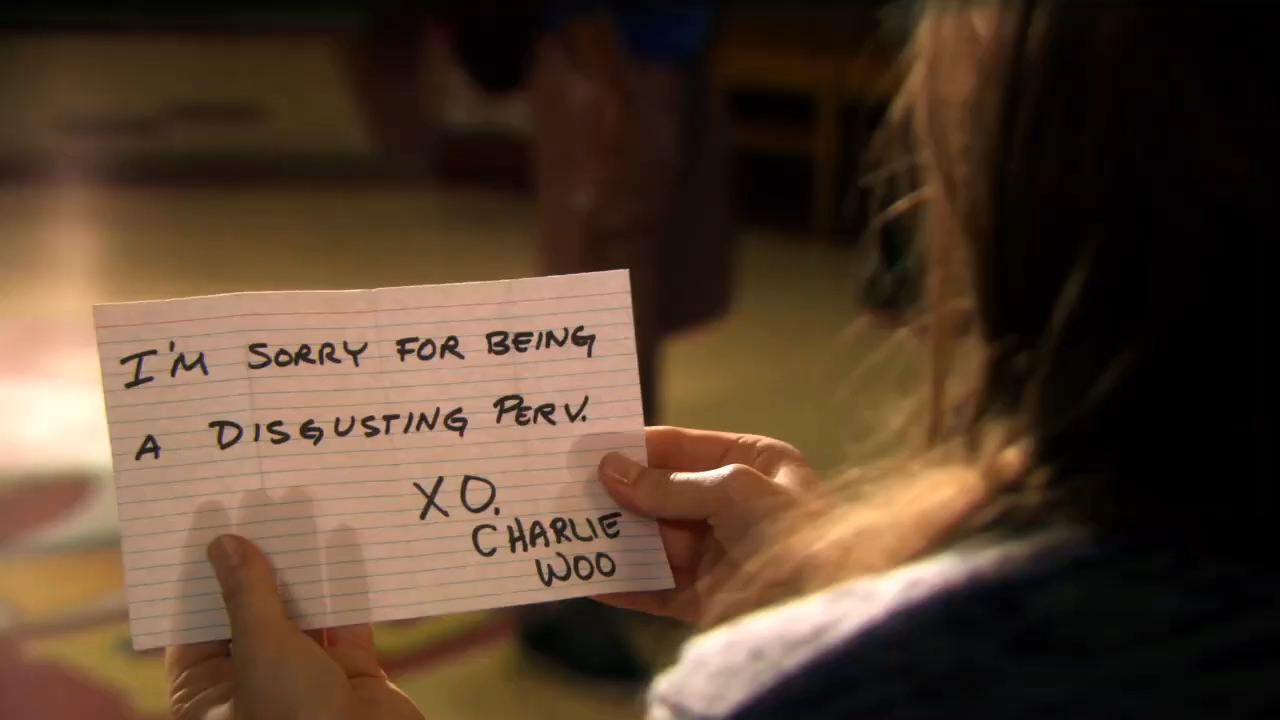 I'M SORRY FOR BEING
A DISGUSTING PERV.
XO,
CHARLIE
WOO